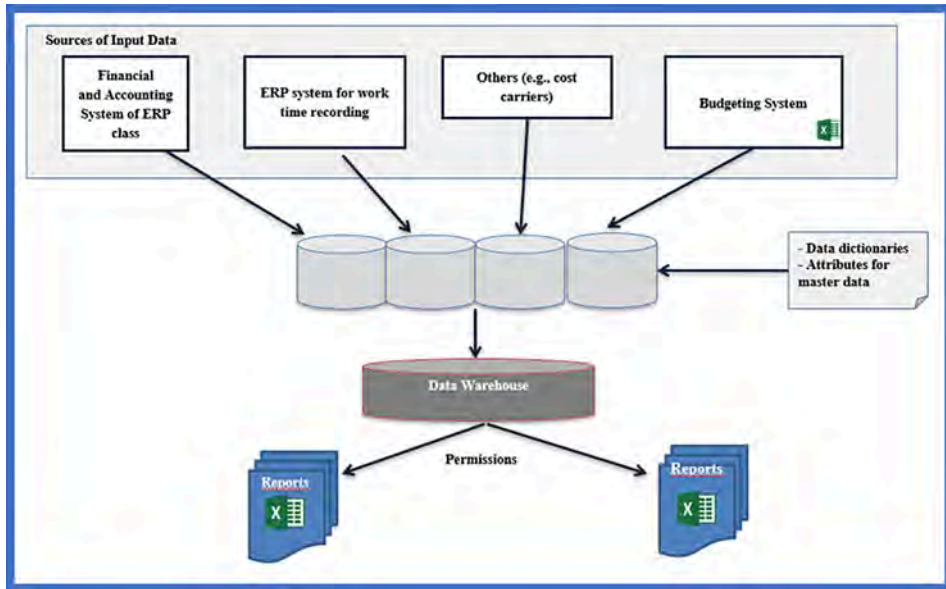 Sources of Input Data
Financial
and Accounting
System of ERP
class
ERP system for work
time recording
Others (e.g., cost
carriers)
Budgeting System
- Data dictionaries
- Attributes for
master data
Data Warehouse
Permissions
Reports
X
Reports
X